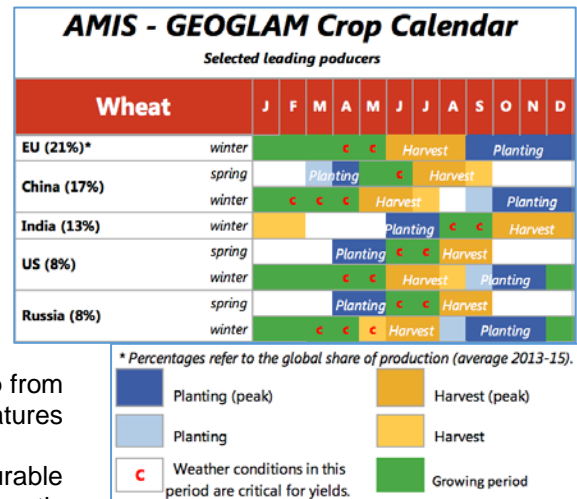 AMIS - GEOGLAM Crop Calendar
Selected leading poducers
Wheat J F M A M J J A S O N D
EU (21%)* winter c c Harvest Planting
China (17%)
spring Planting c Harvest
winter c c c Harvest Planting
India (13%) winter Planting c c Harvest
US (8%)
spring Planting c c Harvest
winter c c Harvest Planting
Russia (8%)
spring Planting c c Harvest
winter c c c Harvest Planting
* Percentages refer to the global share of production (average 2013-15).
Planting (peak) Harvest (peak)
Planting Harvest
c Weather conditions in this period are critical for yields. Growing period
from
atures
urable